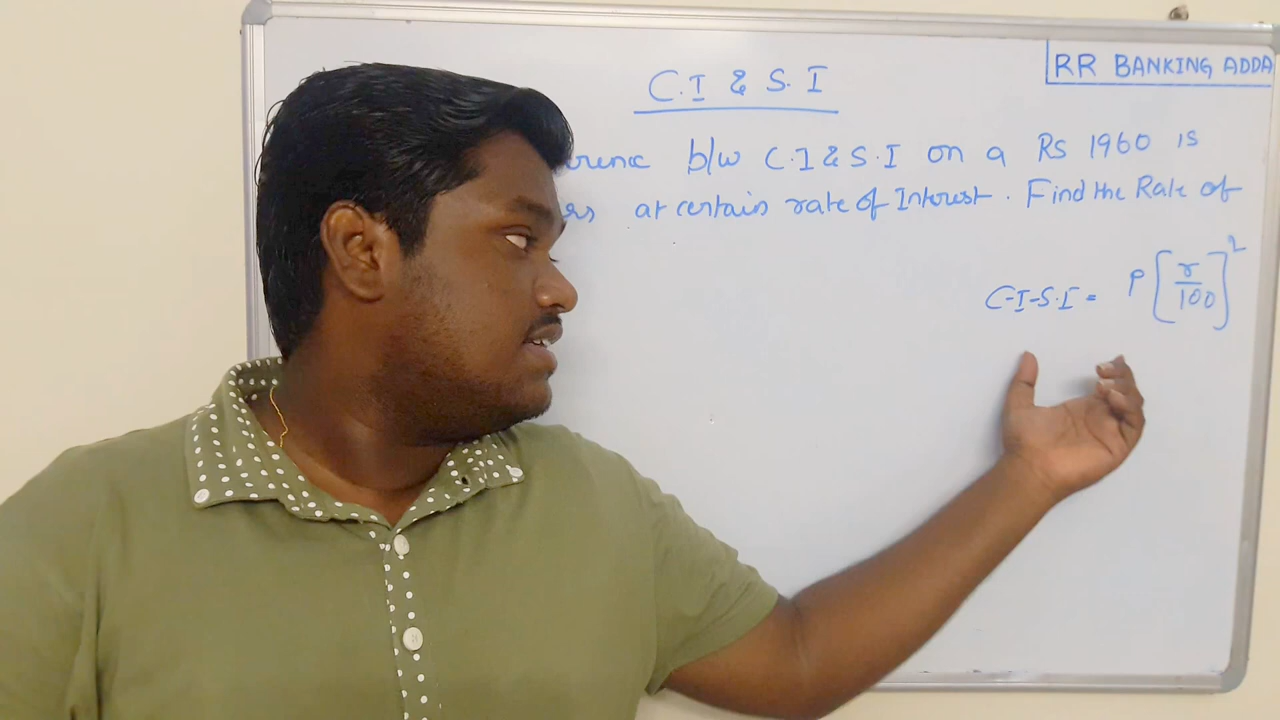 RR BANKING ADDA
C.I & S.I
b/w C.I & S.I on a Rs 1960 is
at certain rate of Interest. Find the Rate of
C-I-S.I = P[r/100]²